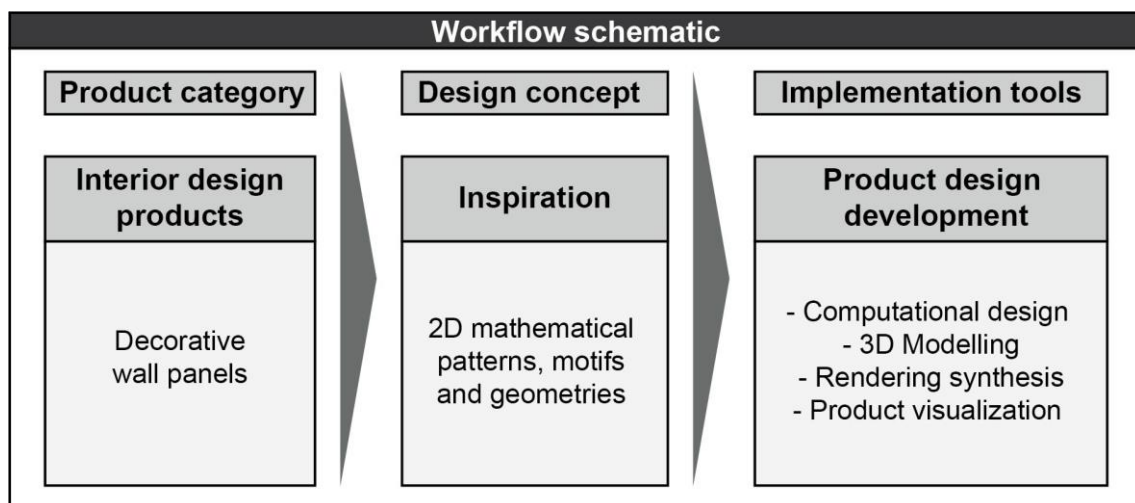 Workflow schematic
Product category
Interior design
products
Decorative
wall panels
Design concept
Inspiration
2D mathematical
patterns, motifs
and geometries
Implementation tools
Product design
development
- Computational design
- 3D Modelling
- Rendering synthesis
- Product visualization